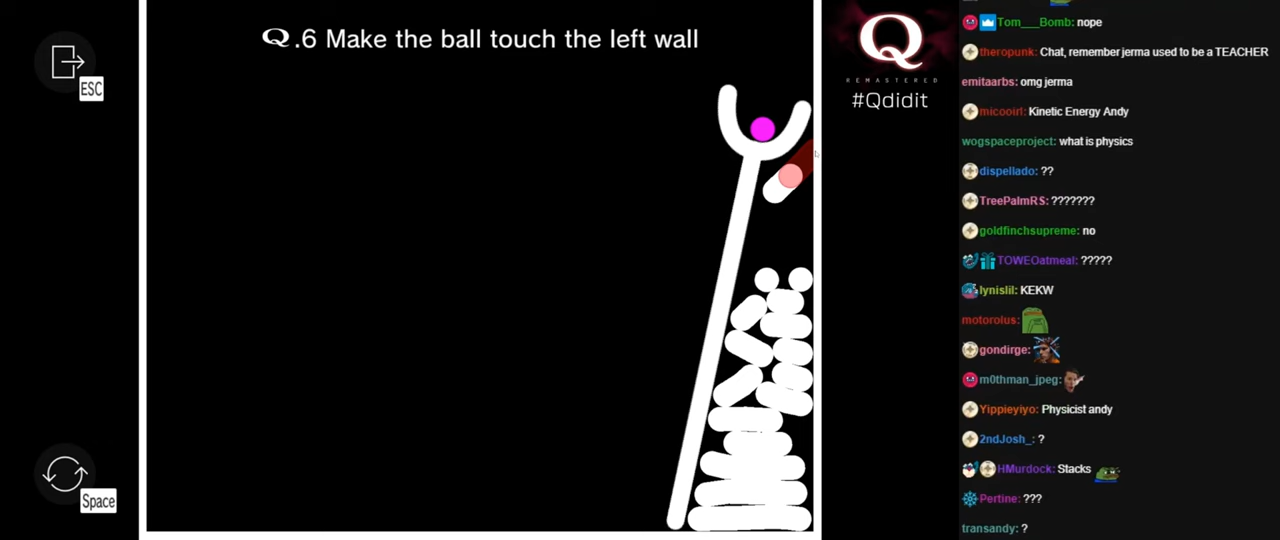 Q.6 Make the ball touch the left wall
ESC
Space
Q
REMASTERED
#Qdidit
Tom___Bomb: nope
theropunk: Chat, remember jerma used to be a TEACHER
emitaarbs: omg jerma
micooirl: Kinetic Energy Andy
wogspaceproject: what is physics
dispellado: ??
TreePalmRS: ???????
goldfinchsupreme: no
TOWEOatmeal: ?????
lynislil: KEKW
motorolus:
gondirge:
m0thman_jpeg:
Yippieyiyo: Physicist andy
2ndJosh_: ?
HMurdock: Stacks
Pertine: ???
transandy: ?